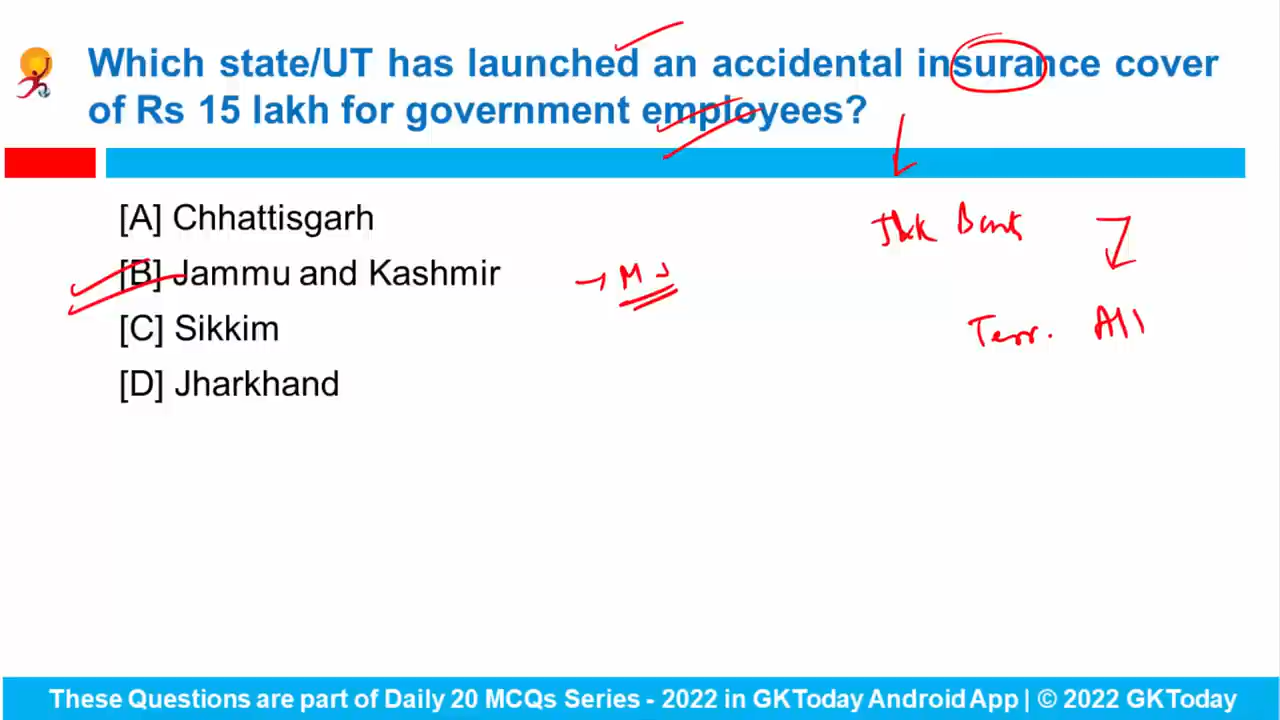 Which state/UT has launched an accidental insurance cover
of Rs 15 lakh for government employees?
[A] Chhattisgarh
[B] Jammu and Kashmir
[C] Sikkim
[D] Jharkhand
J&K Bank
Terr.
These Questions are part of Daily 20 MCQs Series - 2022 in GKToday Android App | © 2022 GKToday